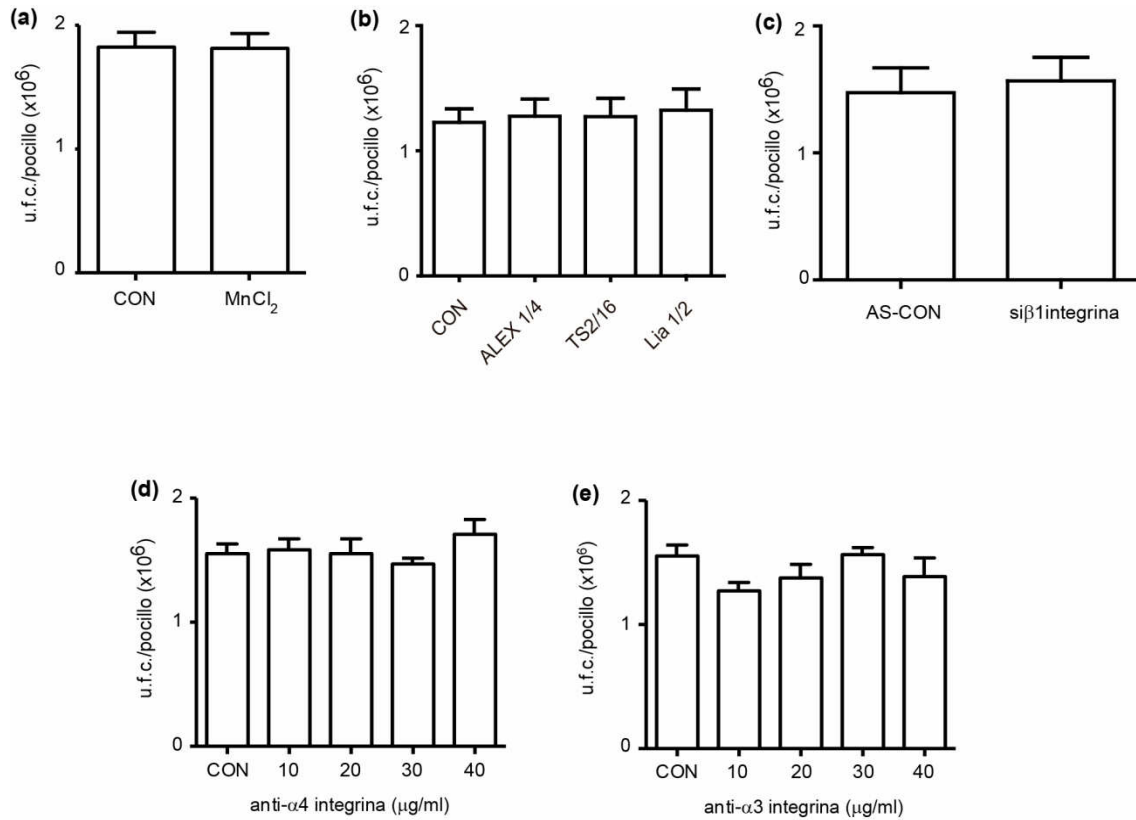 (a)
u.f.c./pocillo (x10⁶)
2
1
0
CON MnCl₂
(b)
u.f.c./pocillo (x10⁶)
2
1
0
CON ALEX 1/4 TS2/16 Lia 1/2
(c)
u.f.c./pocillo (x10⁶)
2
1
0
AS-CON siβ1integrina
(d)
u.f.c./pocillo (x10⁶)
2
1
0
CON 10 20 30 40
anti-α4 integrina (μg/ml)
(e)
u.f.c./pocillo (x10⁶)
2
1
0
CON 10 20 30 40
anti-α3 integrina (μg/ml)